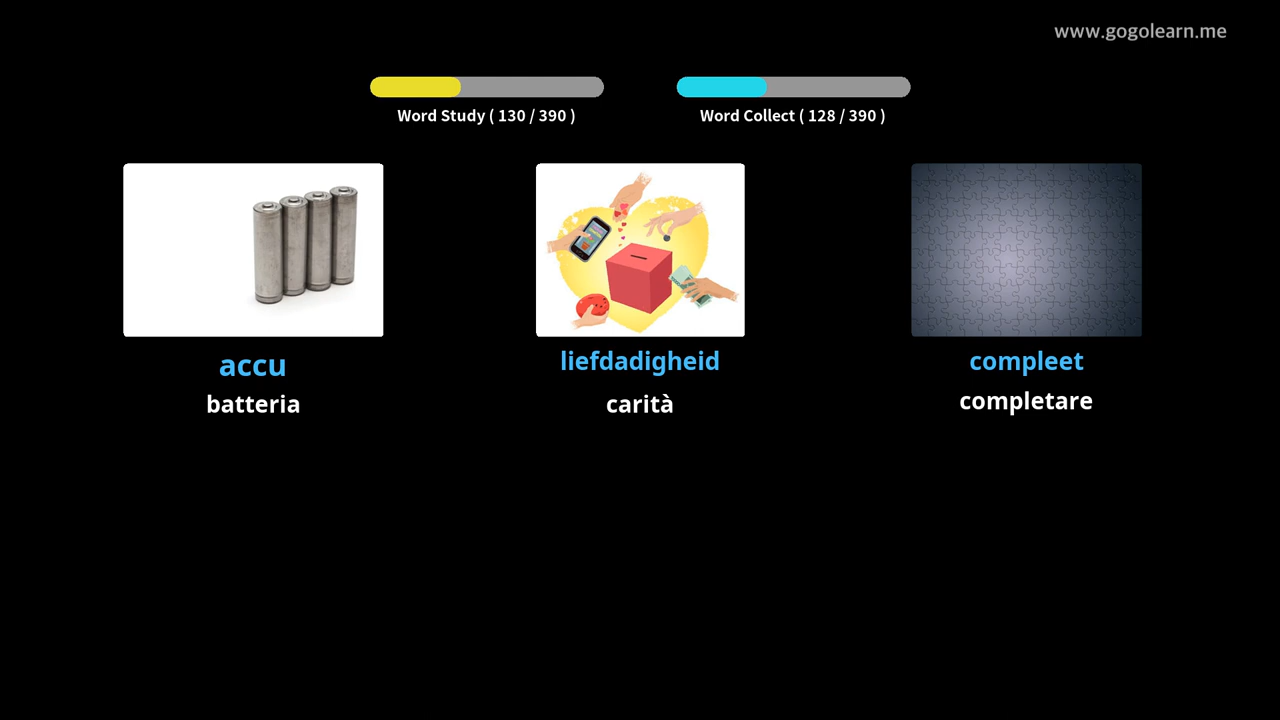 www.gogolearn.me
Word Study ( 130 / 390 )
Word Collect ( 128 / 390 )
accu
batteria
liefdadigheid
carità
compleet
completare